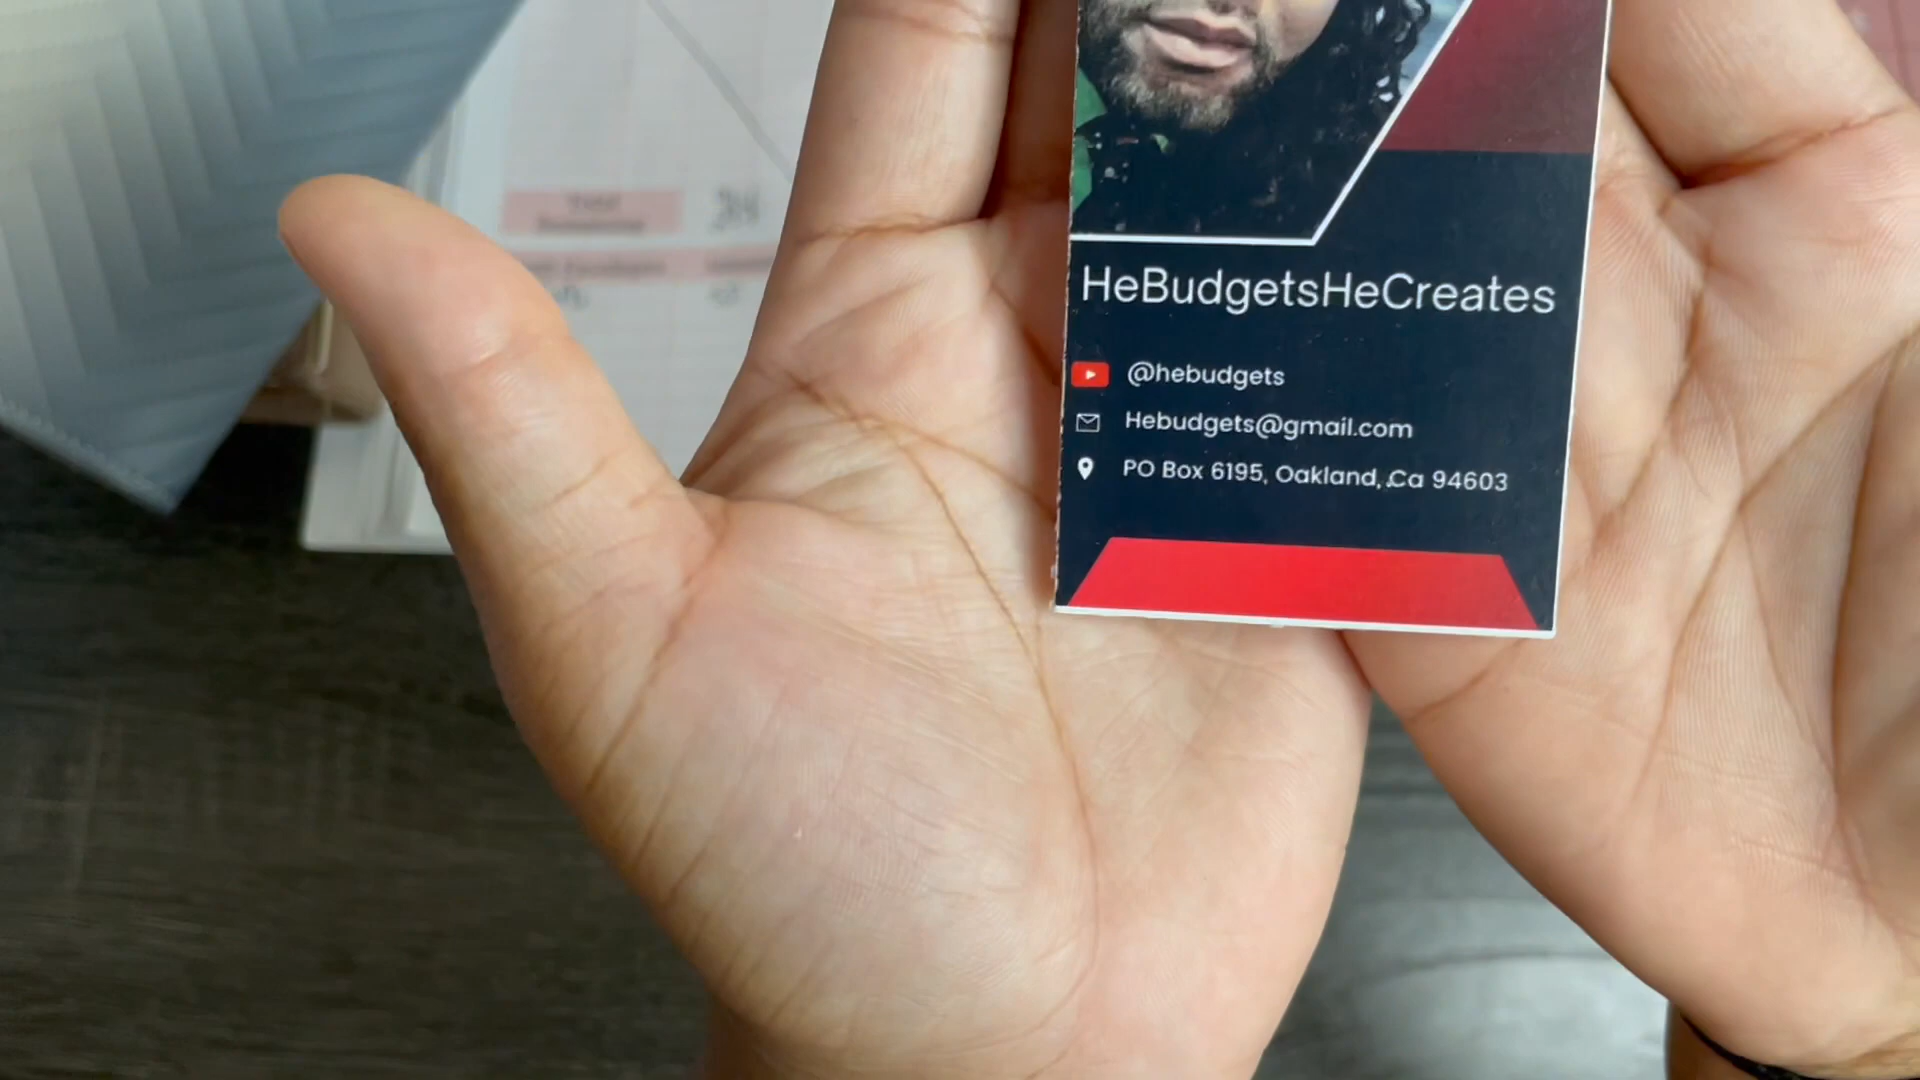 HeBudgetsHeCreates
@hebudgets
Hebudgets@gmail.com
PO Box 6195, Oakland, Ca 94603